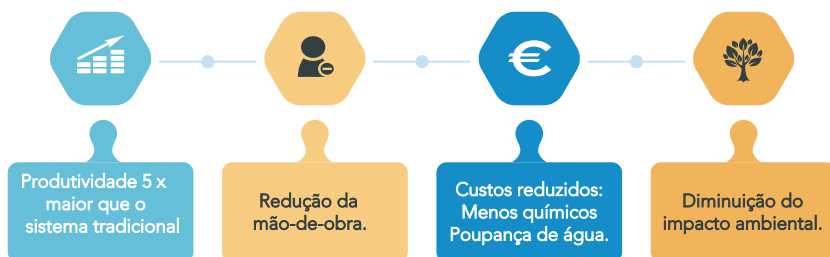 Produtividade 5 x
maior que o
sistema tradicional
Redução da
mão-de-obra.
Custos reduzidos:
Menos químicos
Poupança de água.
Diminuição do
impacto ambiental.